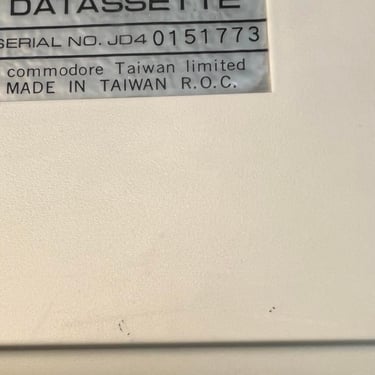 DATASSETTE
SERIAL NO. JD4 0151773
commodore Taiwan limited
MADE IN TAIWAN R.O.C.